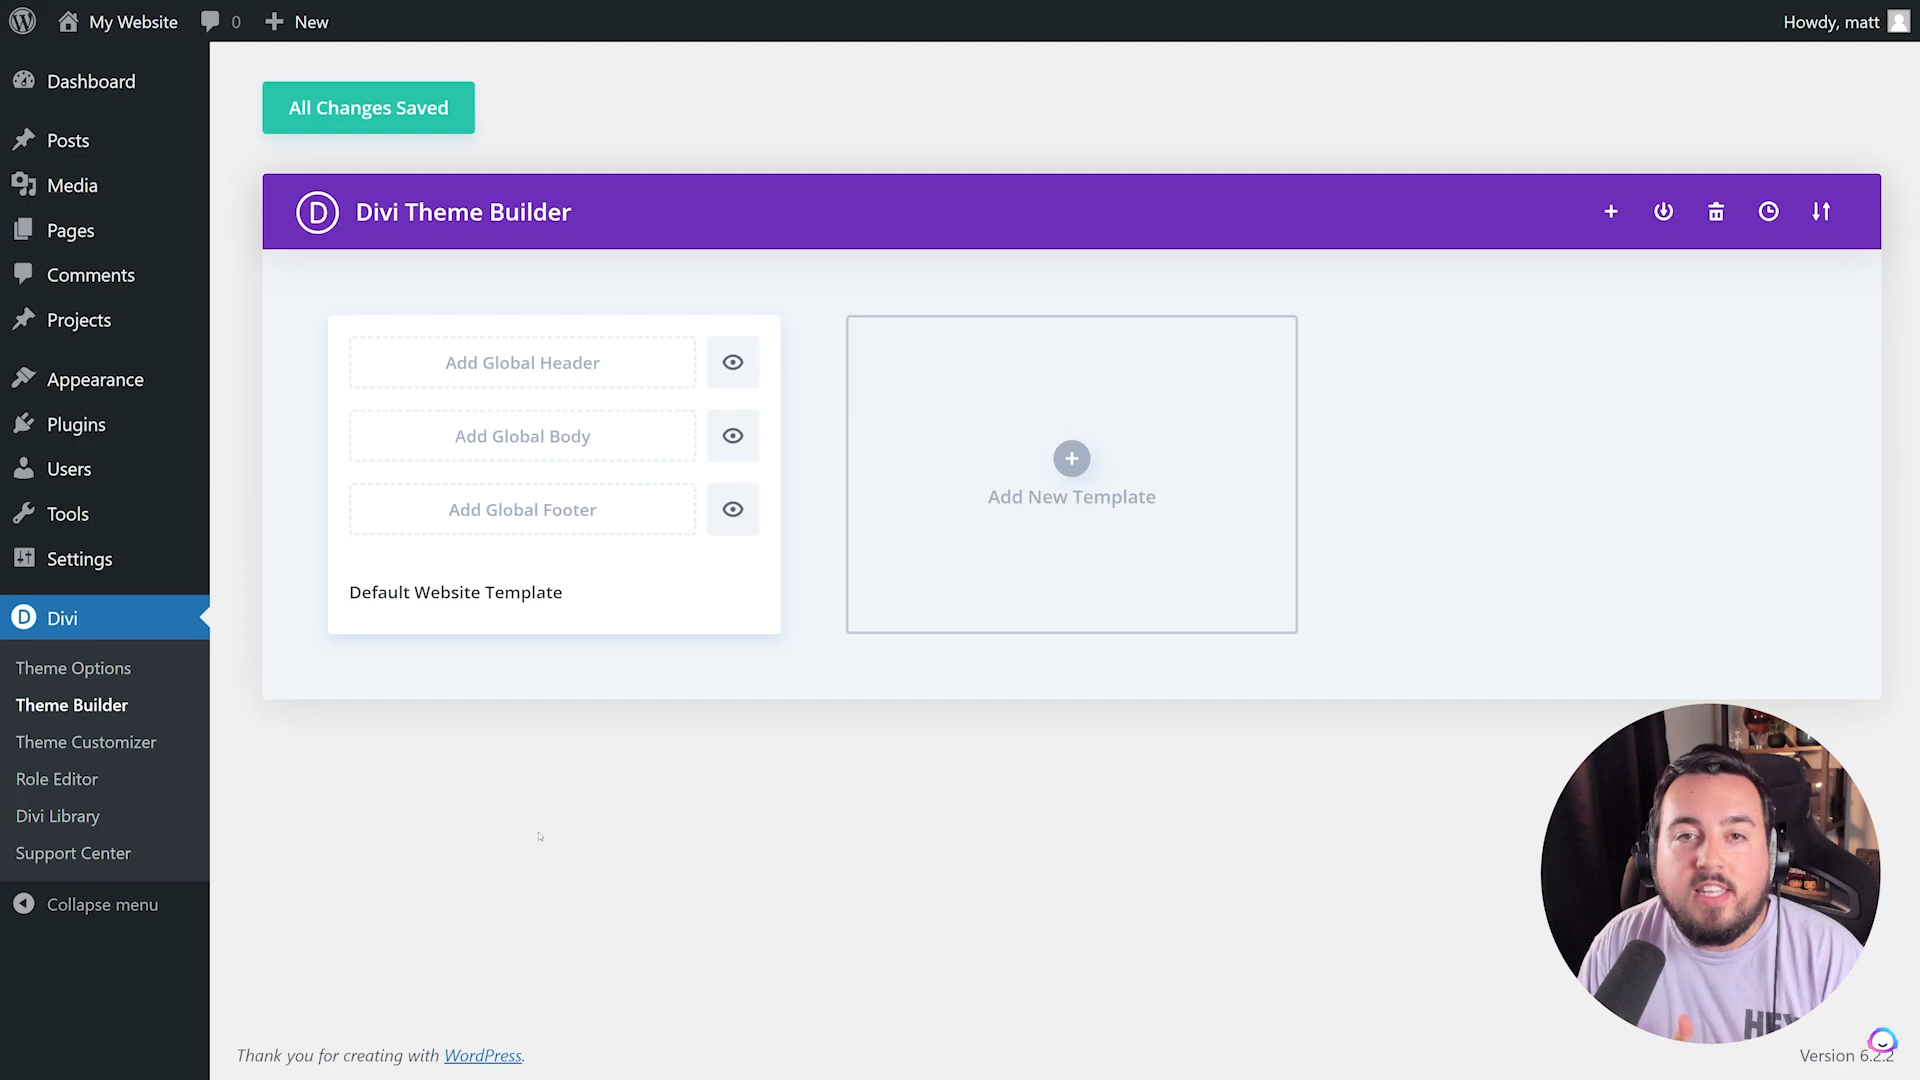 My Website
0
New
Howdy, matt
Dashboard
Posts
Media
Pages
Comments
Projects
Appearance
Plugins
Users
Tools
Settings
Divi
Theme Options
Theme Builder
Theme Customizer
Role Editor
Divi Library
Support Center
Collapse menu
All Changes Saved
D Divi Theme Builder
Add Global Header
Add Global Body
Add Global Footer
Default Website Template
Add New Template
HEY
Thank you for creating with WordPress.
Version 6.2.2